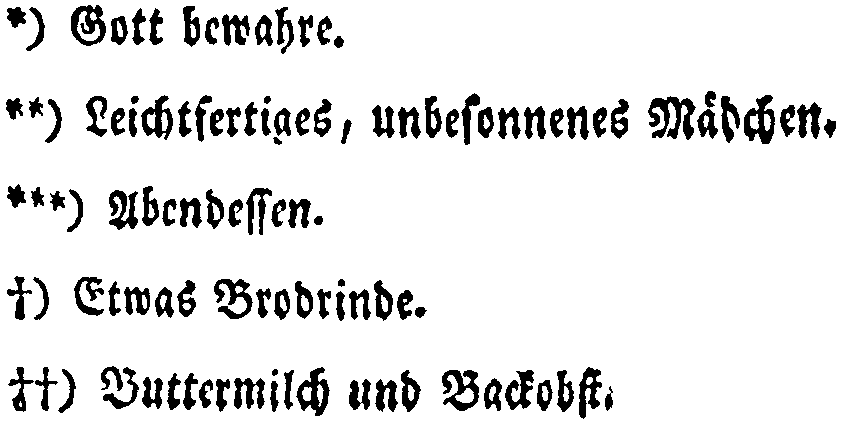 *) Gott bewahre.
**) Leichtfertiges, unbesonnenes Mädchen.
***) Abendessen.
†) Etwas Brodrinde.
††) Buttermilch und Backobst.